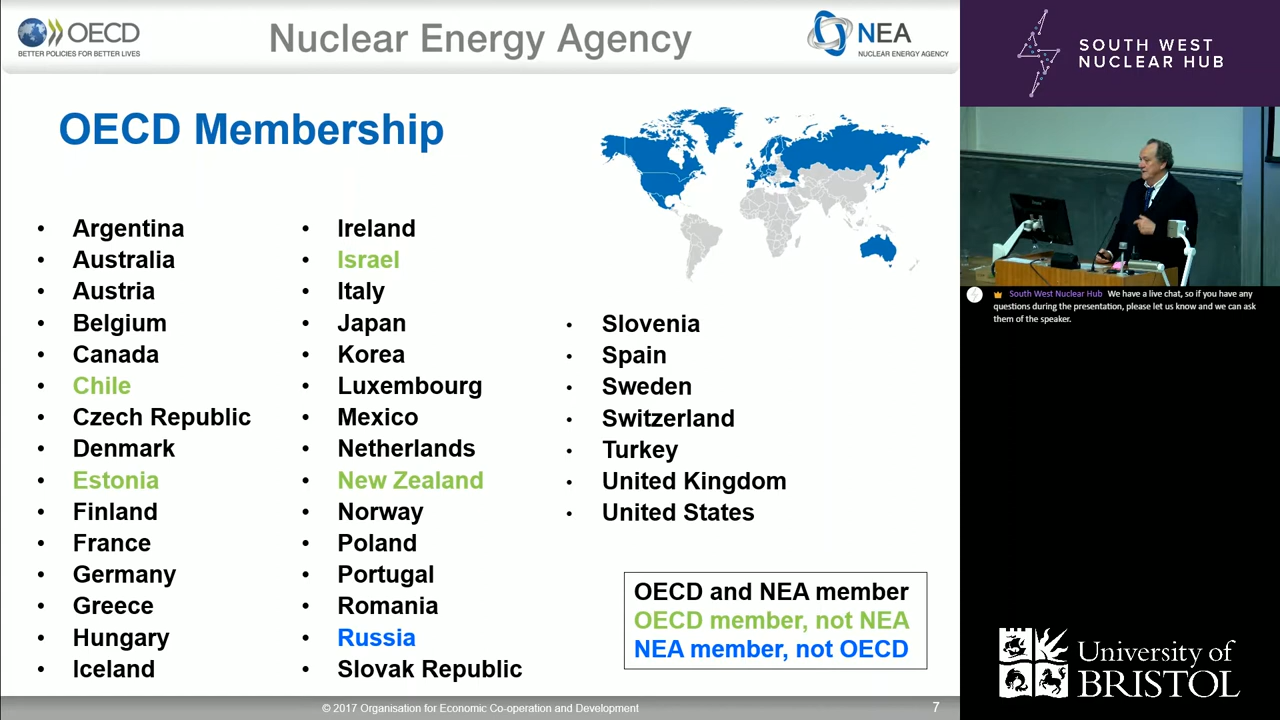 OECD
BETTER POLICIES FOR BETTER LIVES
Nuclear Energy Agency
NEA
NUCLEAR ENERGY AGENCY
OECD Membership
• Argentina
• Australia
• Austria
• Belgium
• Canada
• Chile
• Czech Republic
• Denmark
• Estonia
• Finland
• France
• Germany
• Greece
• Hungary
• Iceland
• Ireland
• Israel
• Italy
• Japan
• Korea
• Luxembourg
• Mexico
• Netherlands
• New Zealand
• Norway
• Poland
• Portugal
• Romania
• Russia
• Slovak Republic
• Slovenia
• Spain
• Sweden
• Switzerland
• Turkey
• United Kingdom
• United States
OECD and NEA member
OECD member, not NEA
NEA member, not OECD
© 2017 Organisation for Economic Co-operation and Development
7
SOUTH WEST
NUCLEAR HUB
South West Nuclear Hub We have a live chat, so if you have any
questions during the presentation, please let us know and we can ask
them of the speaker.
University of
BRISTOL